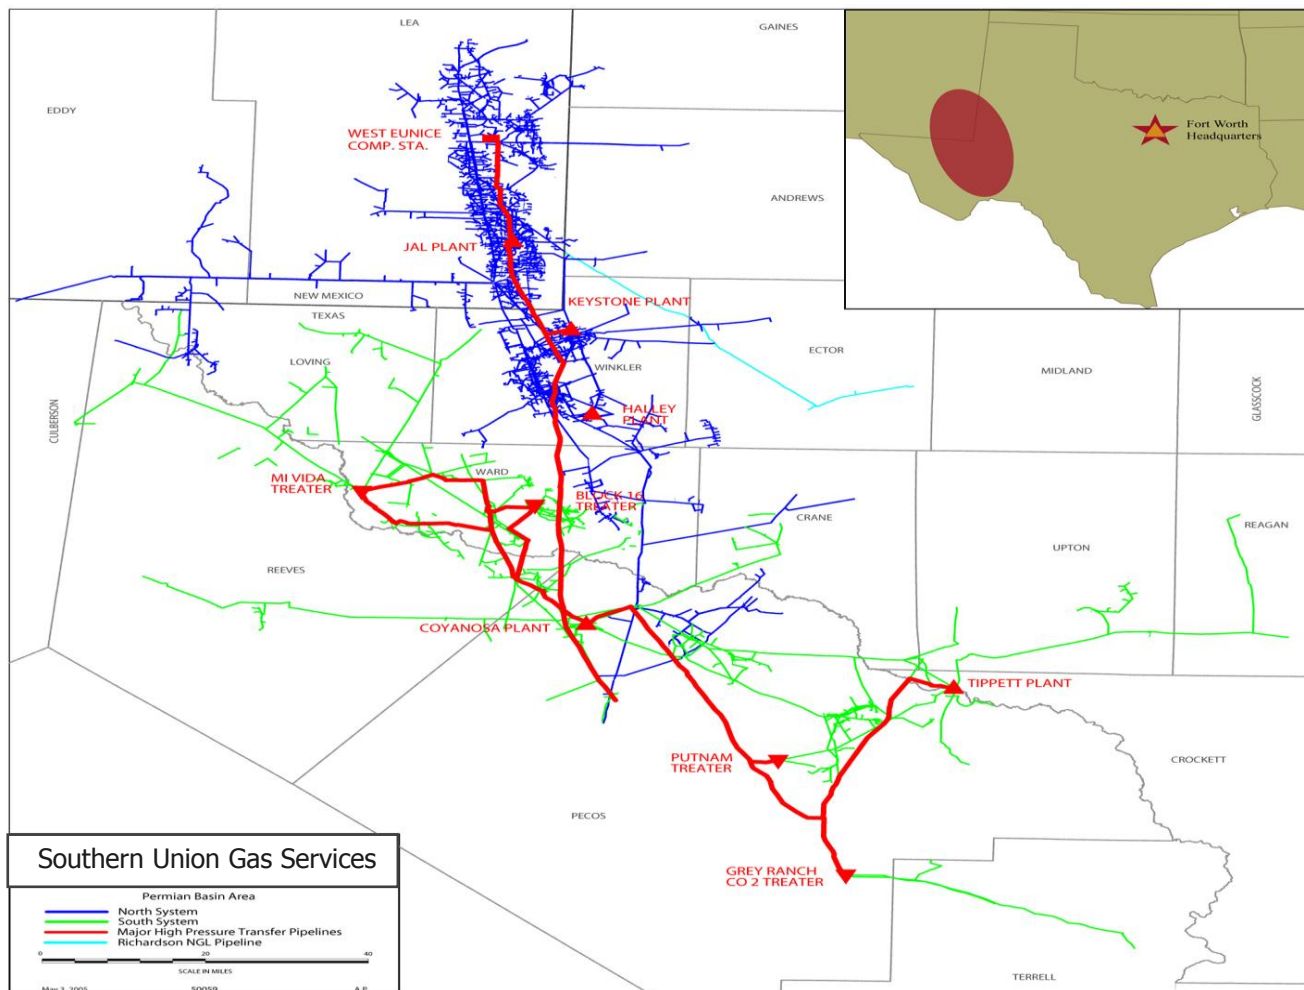 LEA
GAINES
EDDY
Fort Worth
Headquarters
WEST EUNICE
COMP. STA.
ANDREWS
JAL PLANT
NEW MEXICO
TEXAS
KEYSTONE PLANT
LOVING
WINKLER
ECTOR
MIDLAND
GLASSCOCK
CULBERSON
HALLEY
PLANT
MI VIDA
TREATER
WARD
BLOCK 16
TREATER
CRANE
REAGAN
UPTON
REEVES
COYANOSA PLANT
TIPPETT PLANT
PUTNAM
TREATER
CROCKETT
PECOS
GREY RANCH
CO 2 TREATER
TERRELL
Southern Union Gas Services
Permian Basin Area
North System
South System
Major High Pressure Transfer Pipelines
Richardson NGL Pipeline
0 20 40
SCALE IN MILES
May 3, 2005 50059 A.P.